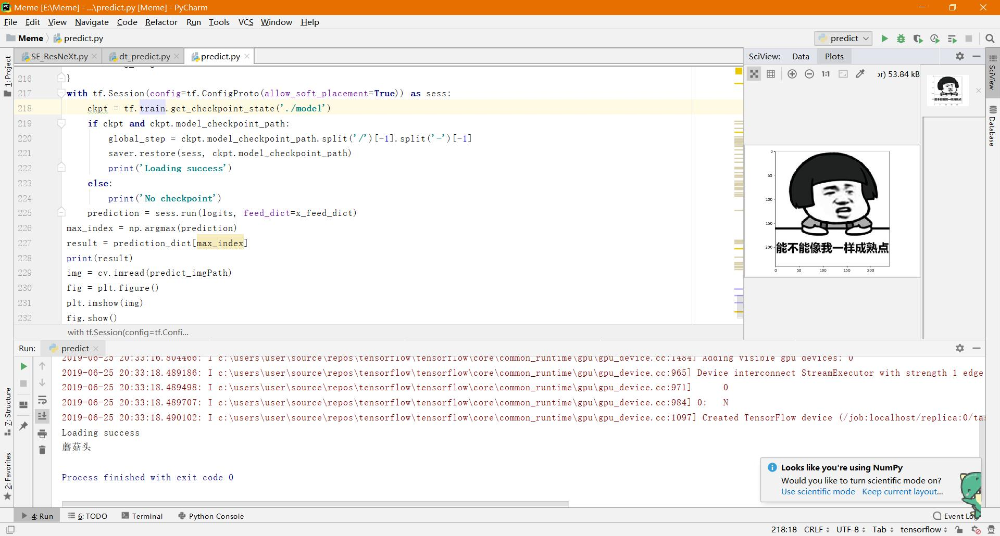 Meme [E:\Meme] - ...\predict.py [Meme] - PyCharm
File Edit View Navigate Code Refactor Run Tools VCS Window Help
Meme predict.py predict
SE_ResNeXt.py dt_predict.py predict.py
SciView: Data Plots
1:1 or) 53.84 kB
216 }
217 with tf.Session(config=tf.ConfigProto(allow_soft_placement=True)) as sess:
218 ckpt = tf.train.get_checkpoint_state('./model')
219 if ckpt and ckpt.model_checkpoint_path:
220 global_step = ckpt.model_checkpoint_path.split('/')[-1].split('-')[-1]
221 saver.restore(sess, ckpt.model_checkpoint_path)
222 print('Loading success')
223 else:
224 print('No checkpoint')
225 prediction = sess.run(logits, feed_dict=x_feed_dict)
226 max_index = np.argmax(prediction)
227 result = prediction_dict[max_index]
228 print(result)
229 img = cv.imread(predict_imgPath)
230 fig = plt.figure()
231 plt.imshow(img)
232 fig.show()
with tf.Session(config=tf.Confi...
0
50
100
150
200
能不能像我一样成熟点
0 50 100 150 200
能不能像我一样成熟点
1: Project
7: Structure
2: Favorites
SciView
Database
Run: predict
2019-06-25 20:33:16.804466: I c:\users\user\source\repos\tensorflow\tensorflow\core\common_runtime\gpu\gpu_device.cc:1484] Adding visible gpu devices: 0
2019-06-25 20:33:18.489186: I c:\users\user\source\repos\tensorflow\tensorflow\core\common_runtime\gpu\gpu_device.cc:965] Device interconnect StreamExecutor with strength 1 edge
2019-06-25 20:33:18.489498: I c:\users\user\source\repos\tensorflow\tensorflow\core\common_runtime\gpu\gpu_device.cc:971] 0
2019-06-25 20:33:18.489707: I c:\users\user\source\repos\tensorflow\tensorflow\core\common_runtime\gpu\gpu_device.cc:984] 0: N
2019-06-25 20:33:18.490102: I c:\users\user\source\repos\tensorflow\tensorflow\core\common_runtime\gpu\gpu_device.cc:1097] Created TensorFlow device (/job:localhost/replica:0/ta
Loading success
蘑菇头
Process finished with exit code 0
Looks like you're using NumPy
Would you like to turn scientific mode on?
Use scientific mode Keep current layout...
4: Run 6: TODO Terminal Python Console Event Log
218:18 CRLF UTF-8 Tab tensorflow